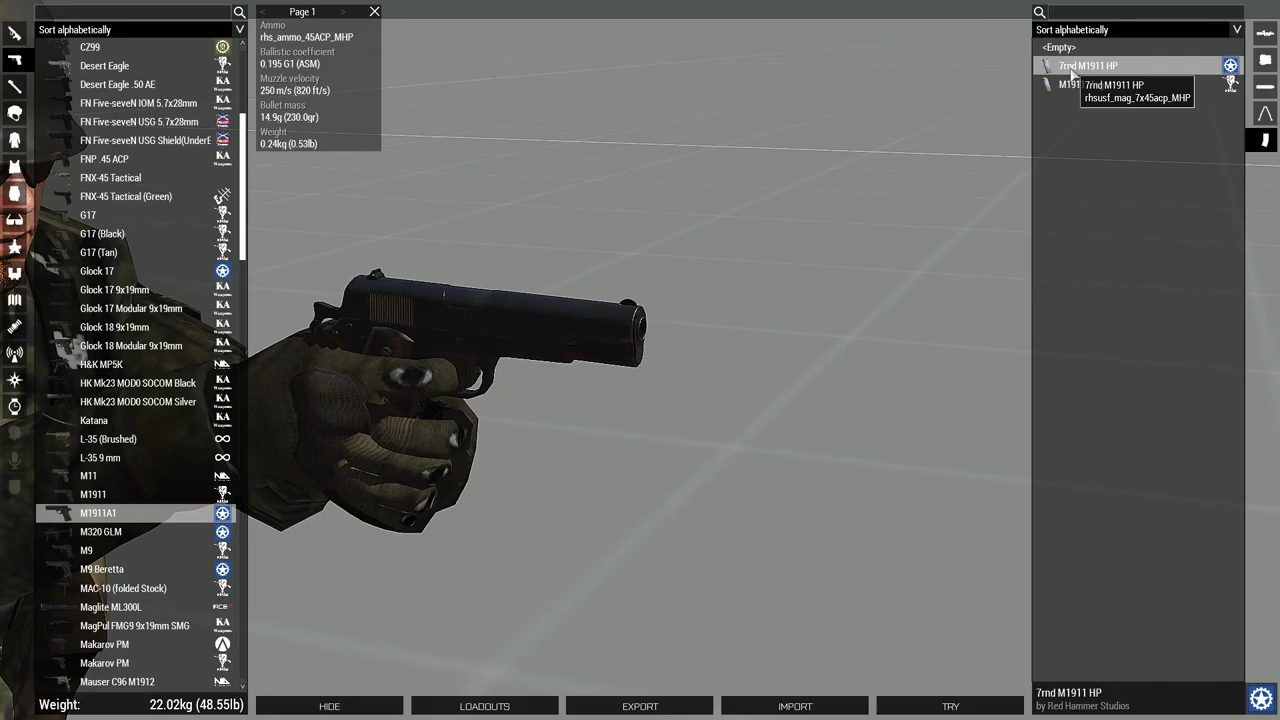 Sort alphabetically
CZ99
Desert Eagle
Desert Eagle .50 AE
FN Five-seveN IOM 5.7x28mm
FN Five-seveN USG 5.7x28mm
FN Five-seveN USG Shield(UnderE
FNP .45 ACP
FNX-45 Tactical
FNX-45 Tactical (Green)
G17
G17 (Black)
G17 (Tan)
Glock 17
Glock 17 9x19mm
Glock 17 Modular 9x19mm
Glock 18 9x19mm
Glock 18 Modular 9x19mm
H&K MP5K
HK Mk23 MOD0 SOCOM Black
HK Mk23 MOD0 SOCOM Silver
Katana
L-35 (Brushed)
L-35 9 mm
M11
M1911
M1911A1
M320 GLM
M9
M9 Beretta
MAC-10 (folded Stock)
Maglite ML300L
MagPul FMG9 9x19mm SMG
Makarov PM
Makarov PM
Mauser C96 M1912
Weight: 22.02kg (48.55lb)
< Page 1 >
Ammo
rhs_ammo_45ACP_MHP
Ballistic coefficient
0.195 G1 (ASM)
Muzzle velocity
250 m/s (820 ft/s)
Bullet mass
14.9g (230.0gr)
Weight
0.24kg (0.53lb)
HIDE
LOADOUTS
EXPORT
IMPORT
TRY
Sort alphabetically
<Empty>
7rnd M1911 HP
M191
7rnd M1911 HP
rhsusf_mag_7x45acp_MHP
7rnd M1911 HP
by Red Hammer Studios